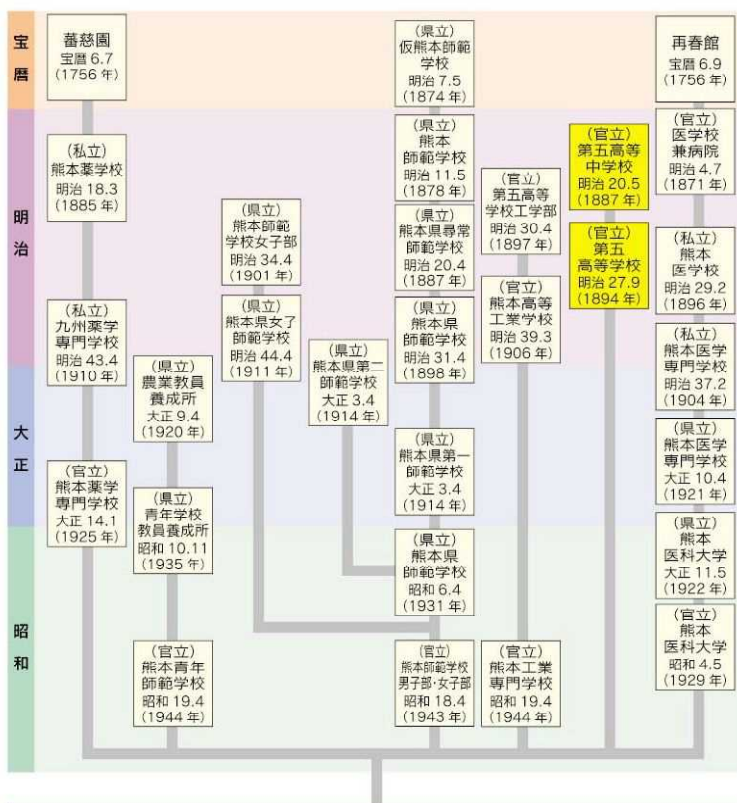 宝暦
明治
大正
昭和
蕃慈園
宝暦 6.7
(1756 年)
(私立)
熊本薬学校
明治 18.3
(1885 年)
(私立)
九州薬学
専門学校
明治 43.4
(1910 年)
(官立)
熊本薬学
専門学校
大正 14.1
(1925 年)
(県立)
農業教員
養成所
大正 9.4
(1920 年)
(県立)
青年学校
教員養成所
昭和 10.11
(1935 年)
(官立)
熊本青年
師範学校
昭和 19.4
(1944 年)
(県立)
熊本師範
学校女子部
明治 34.4
(1901 年)
(県立)
熊本県女子
師範学校
明治 44.4
(1911 年)
(県立)
熊本県第二
師範学校
大正 3.4
(1914 年)
(県立)
仮熊本師範
学校
明治 7.5
(1874 年)
(県立)
熊本
師範学校
明治 11.5
(1878 年)
(県立)
熊本県尋常
師範学校
明治 20.4
(1887 年)
(県立)
熊本県
師範学校
明治 31.4
(1898 年)
(県立)
熊本県第一
師範学校
大正 3.4
(1914 年)
(県立)
熊本県
師範学校
昭和 6.4
(1931 年)
(官立)
熊本師範学校
男子部・女子部
昭和 18.4
(1943 年)
(官立)
第五高等
学校工学部
明治 30.4
(1897 年)
(官立)
熊本高等
工業学校
明治 39.3
(1906 年)
(官立)
熊本工業
専門学校
昭和 19.4
(1944 年)
(官立)
第五高等
中学校
明治 20.5
(1887 年)
(官立)
第五
高等学校
明治 27.9
(1894 年)
再春館
宝暦 6.9
(1756 年)
(官立)
医学校
兼病院
明治 4.7
(1871 年)
(私立)
熊本
医学校
明治 29.2
(1896 年)
(私立)
熊本医学
専門学校
明治 37.2
(1904 年)
(県立)
熊本医学
専門学校
大正 10.4
(1921 年)
(県立)
熊本
医科大学
大正 11.5
(1922 年)
(官立)
熊本
医科大学
昭和 4.5
(1929 年)